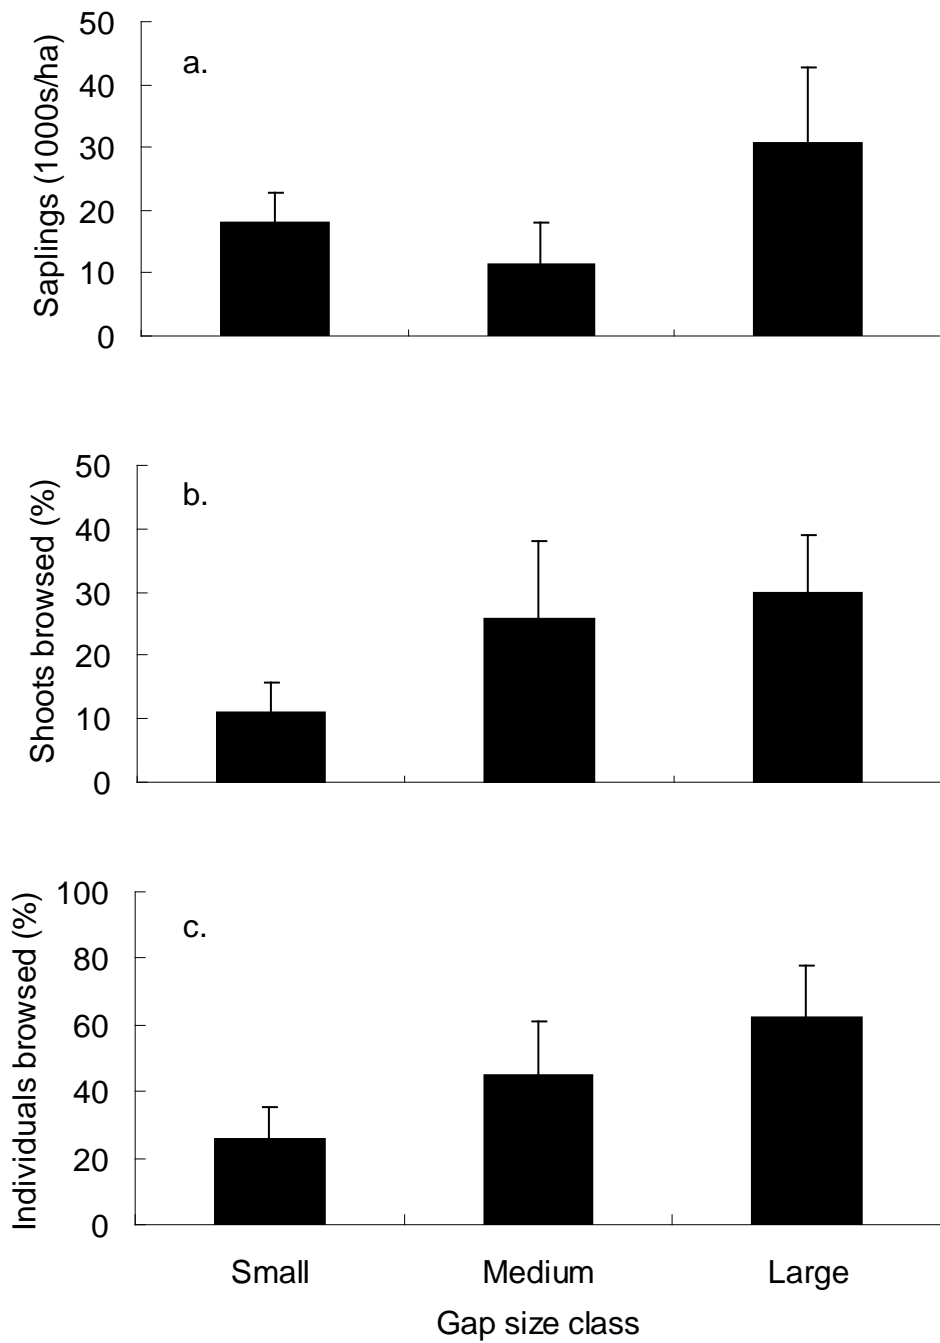 50
40
30
20
10
0
Saplings (1000s/ha)
a.
50
40
30
20
10
0
Shoots browsed (%)
b.
100
80
60
40
20
0
Individuals browsed (%)
c.
Small Medium Large
Gap size class